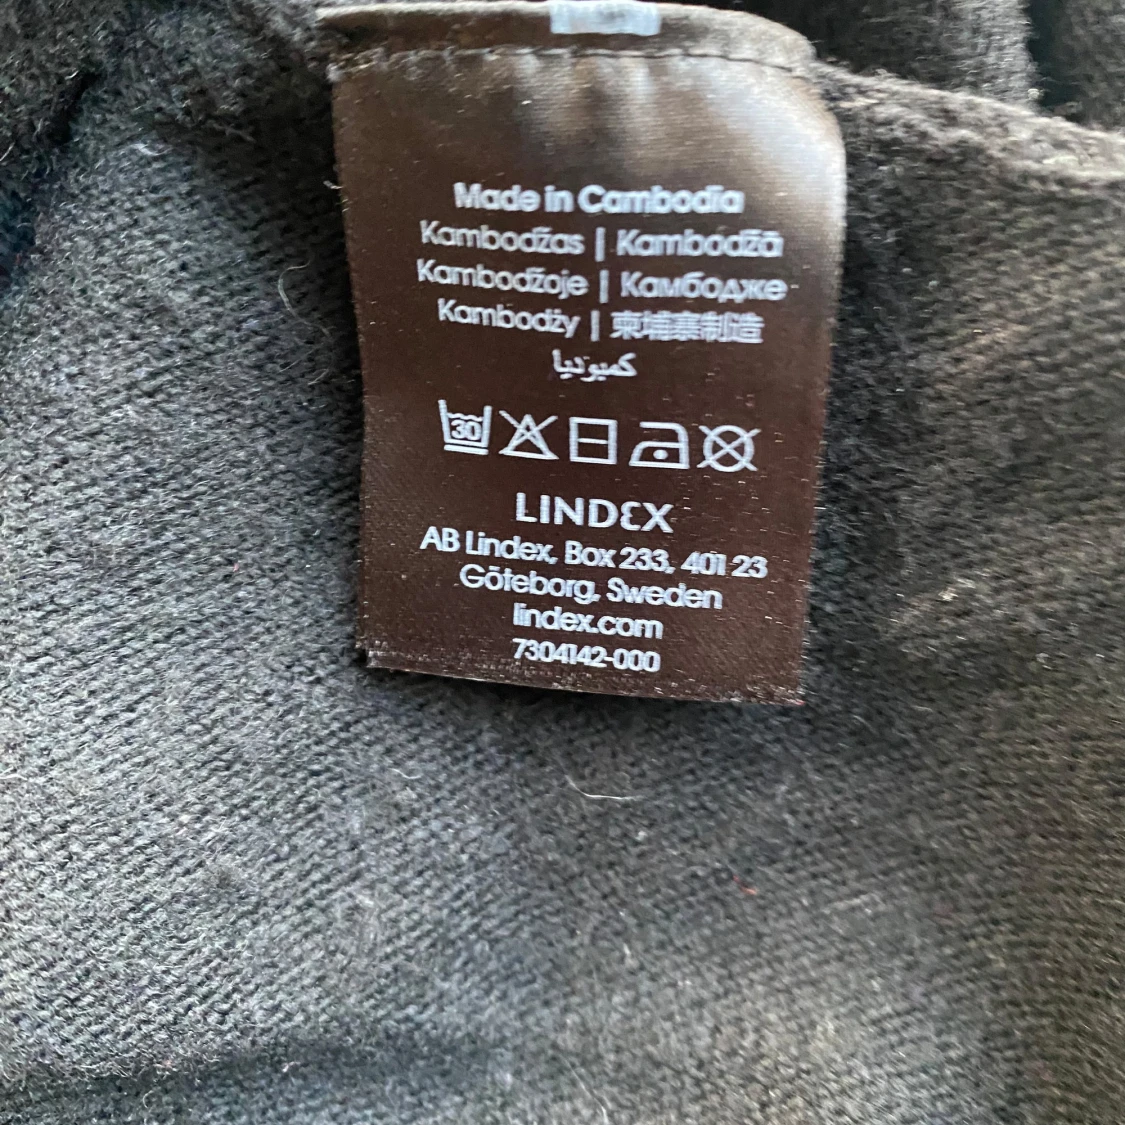 Made in Cambodia
Kambodžas | Kambodžā
Kambodžoje | Камбодже
Kambodży | 柬埔寨制造
كمبوديا
30
LINDEX
AB Lindex, Box 233, 401 23
Göteborg, Sweden
lindex.com
7304142-000